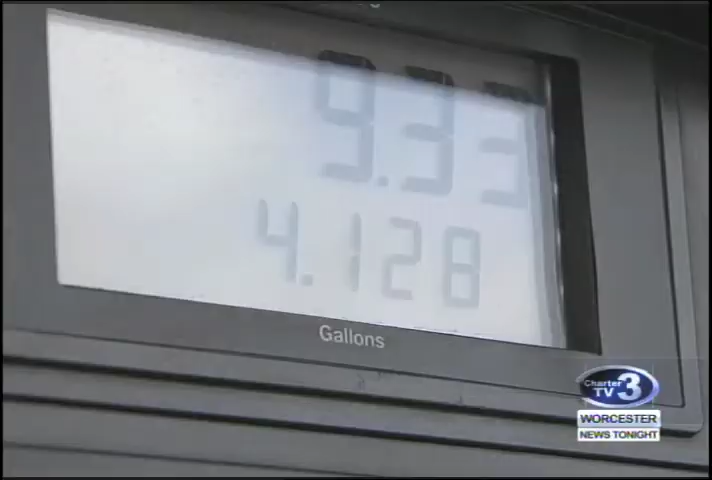 9.33
4.128
Gallons
Charter
TV 3
WORCESTER
NEWS TONIGHT